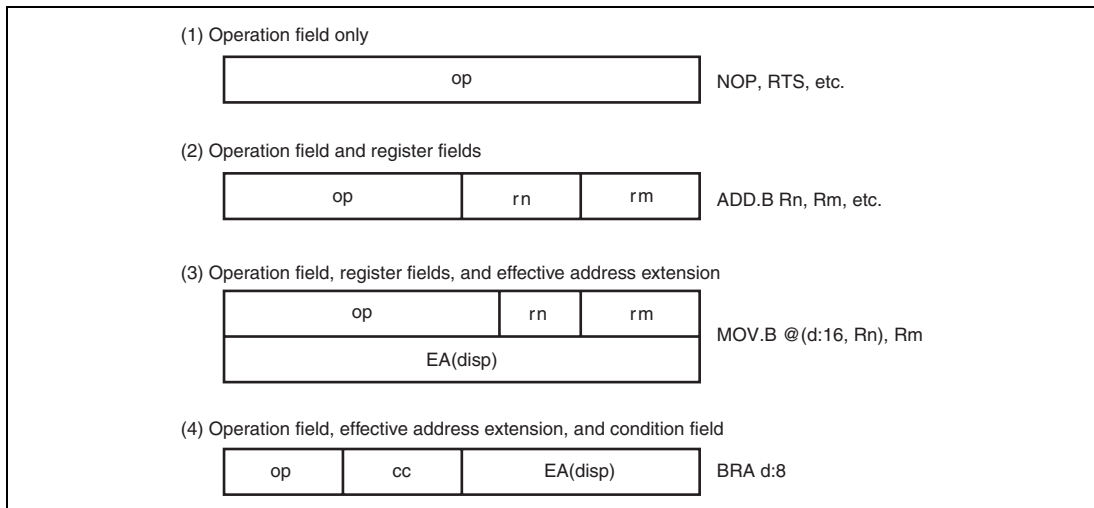 (1) Operation field only
op
NOP, RTS, etc.
(2) Operation field and register fields
op rn rm
ADD.B Rn, Rm, etc.
(3) Operation field, register fields, and effective address extension
op rn rm
EA(disp)
MOV.B @(d:16, Rn), Rm
(4) Operation field, effective address extension, and condition field
op cc EA(disp)
BRA d:8